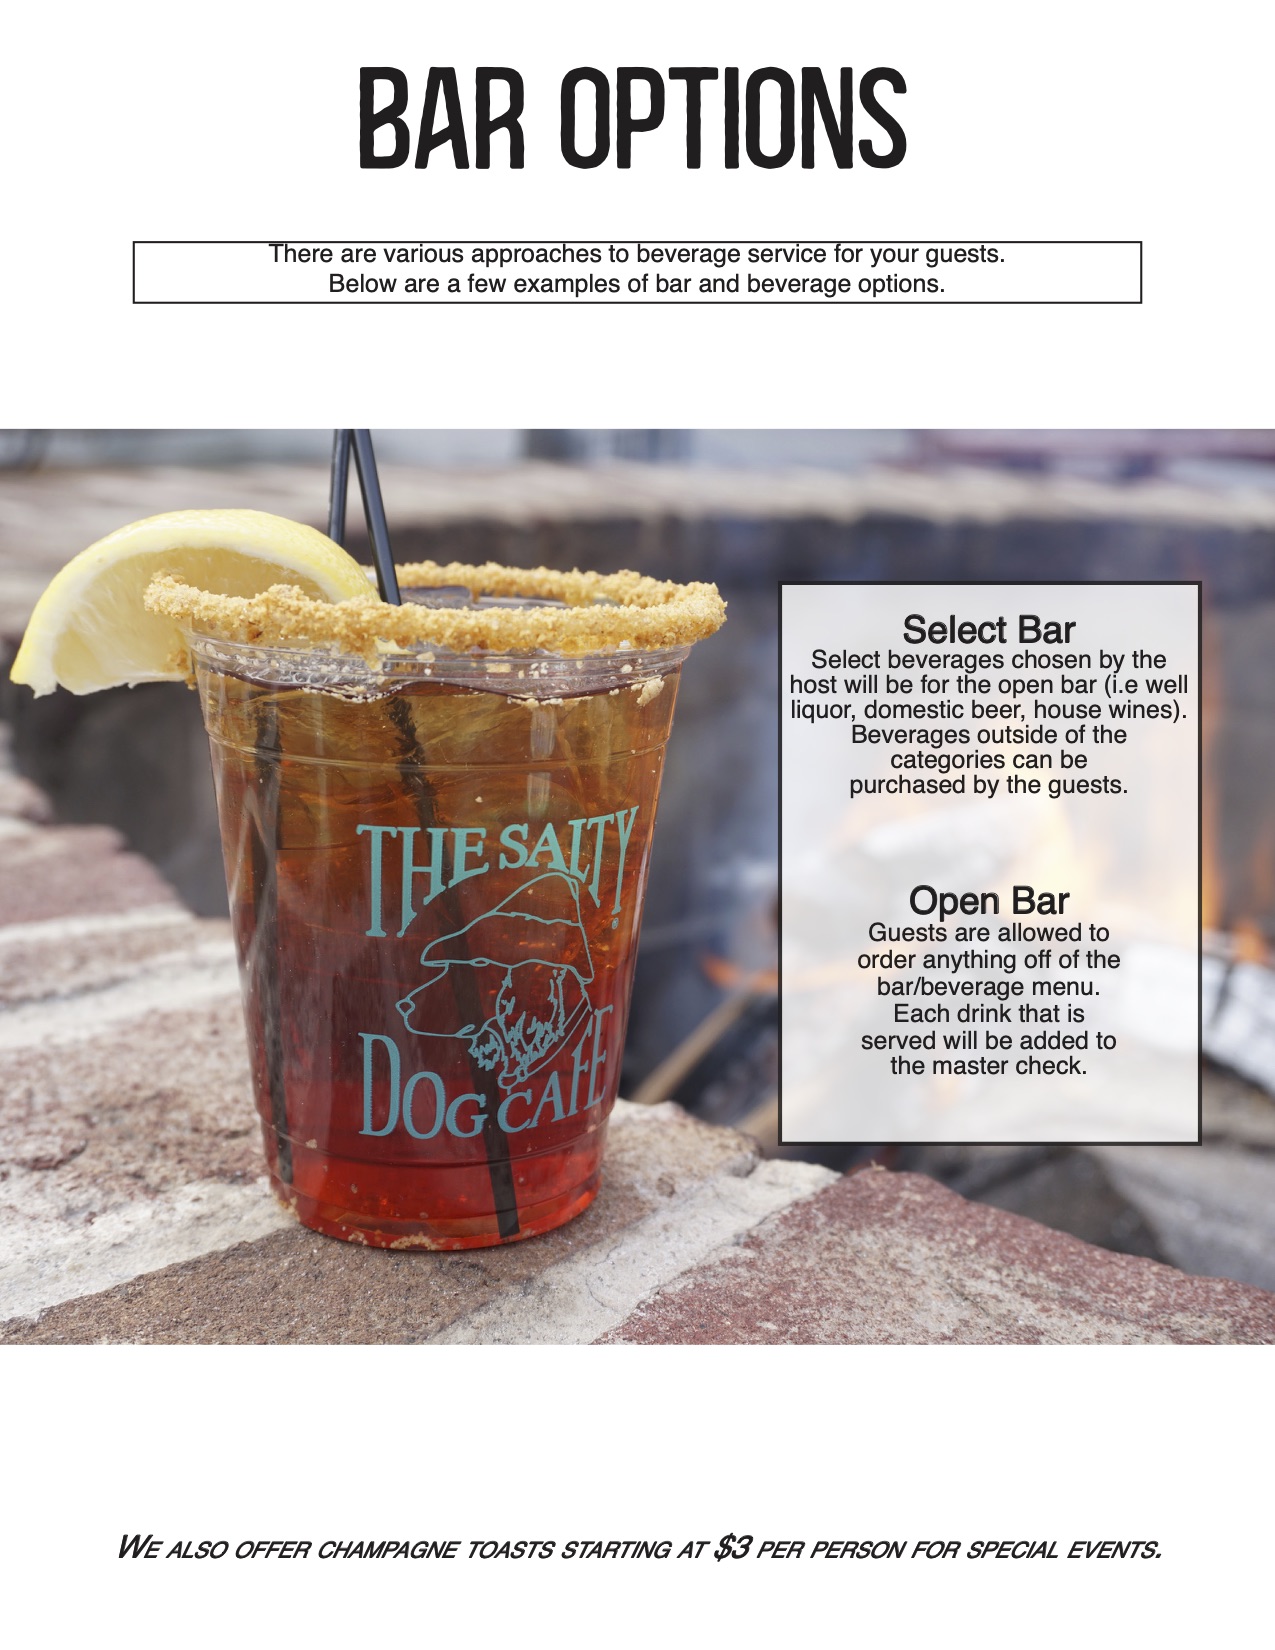 BAR OPTIONS
There are various approaches to beverage service for your guests.
Below are a few examples of bar and beverage options.
THE SALTY
DOG CAFE
Select Bar
Select beverages chosen by the
host will be for the open bar (i.e well
liquor, domestic beer, house wines).
Beverages outside of the
categories can be
purchased by the guests.
Open Bar
Guests are allowed to
order anything off of the
bar/beverage menu.
Each drink that is
served will be added to
the master check.
WE ALSO OFFER CHAMPAGNE TOASTS STARTING AT $3 PER PERSON FOR SPECIAL EVENTS.